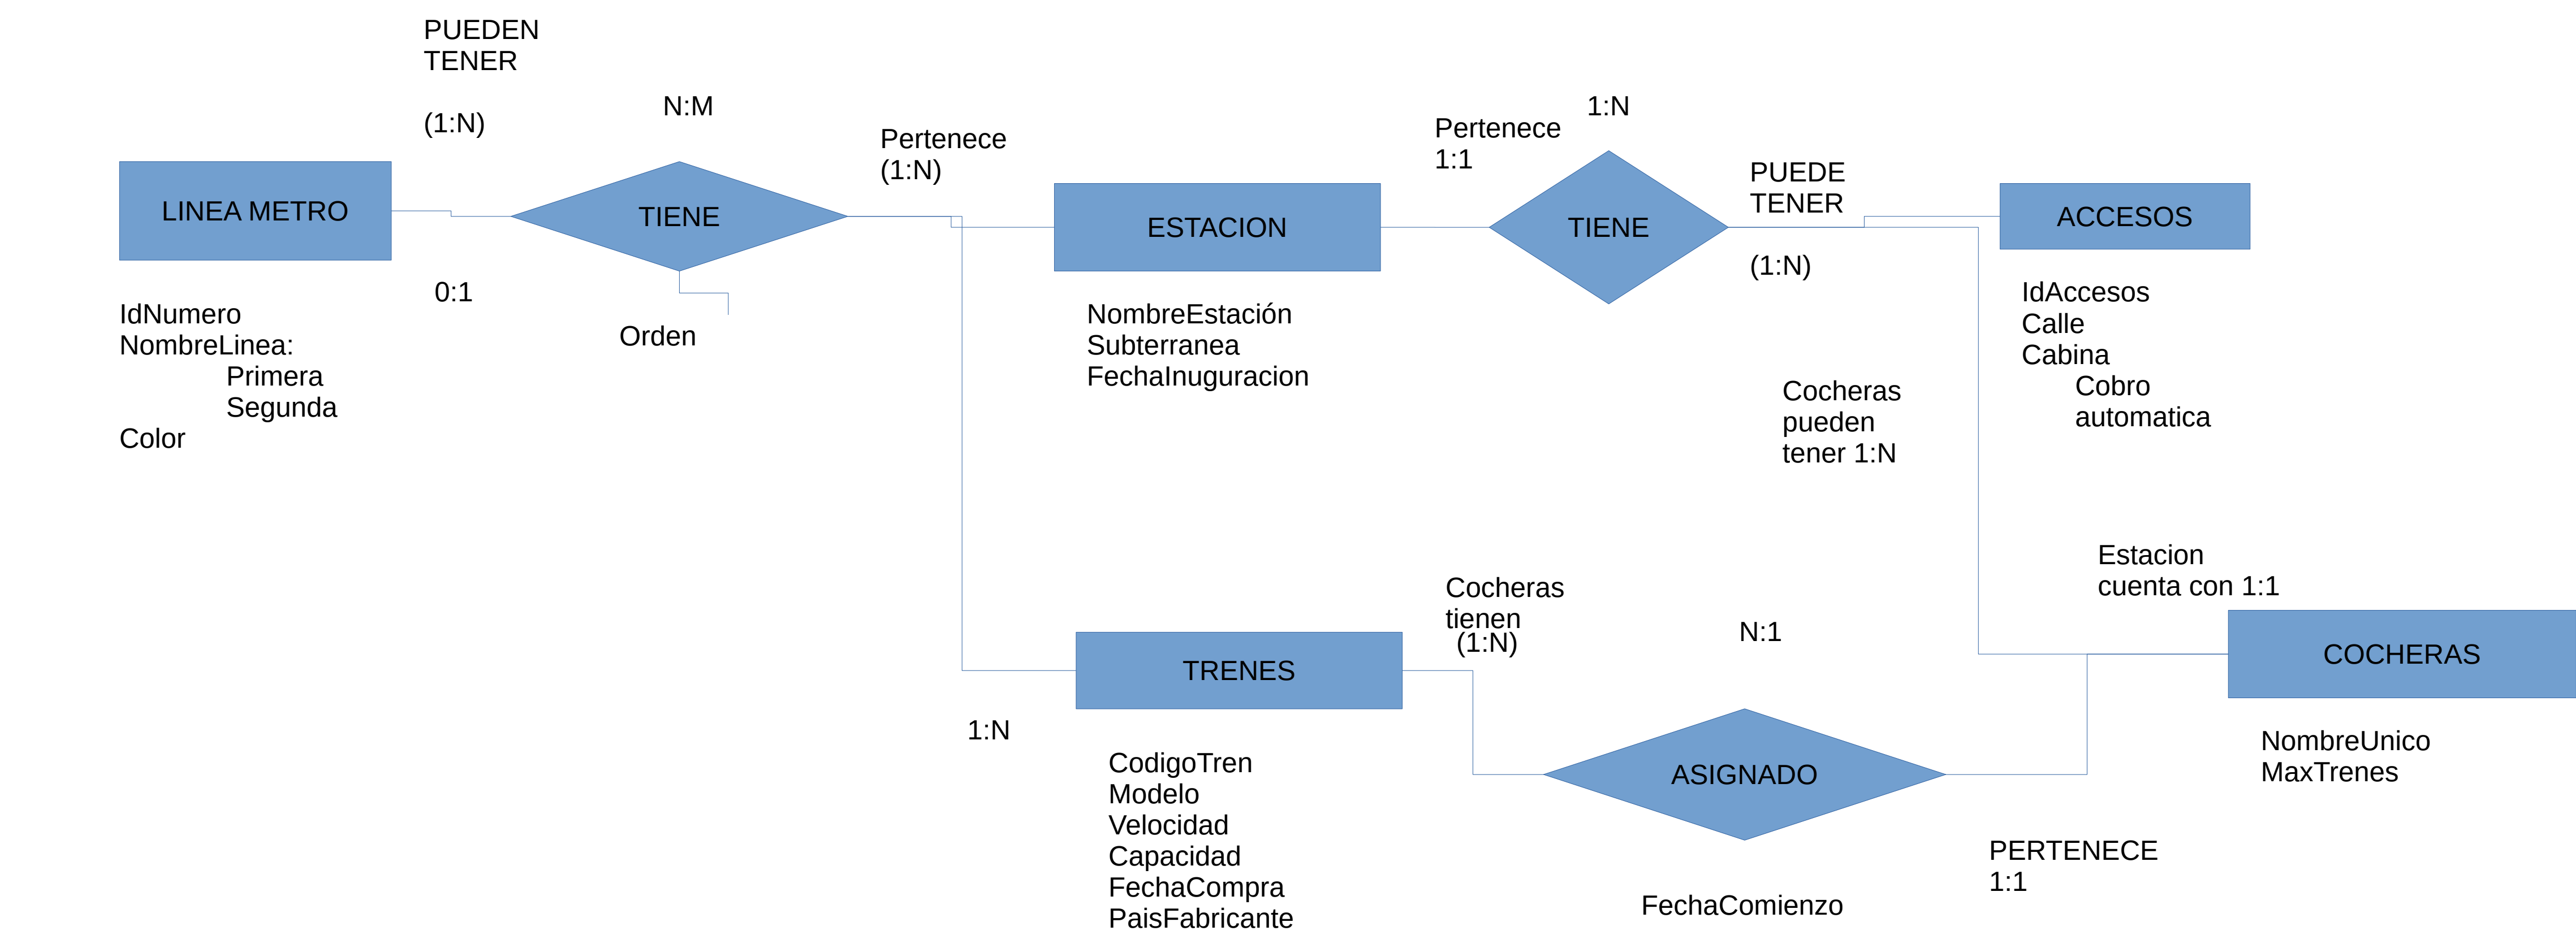 PUEDEN
TENER
(1:N)
N:M
Pertenece
(1:N)
Pertenece
1:1
1:N
PUEDE
TENER
(1:N)
LINEA METRO
TIENE
ESTACION
TIENE
ACCESOS
0:1
IdNumero
NombreLinea:
Primera
Segunda
Color
Orden
NombreEstación
Subterranea
FechaInuguracion
IdAccesos
Calle
Cabina
Cobro
automatica
Cocheras
pueden
tener 1:N
Estacion
cuenta con 1:1
Cocheras
tienen
(1:N)
N:1
TRENES
COCHERAS
1:N
CodigoTren
Modelo
Velocidad
Capacidad
FechaCompra
PaisFabricante
ASIGNADO
NombreUnico
MaxTrenes
PERTENECE
1:1
FechaComienzo